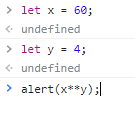 > let x = 60;
< undefined
> let y = 4;
< undefined
> alert(x**y);